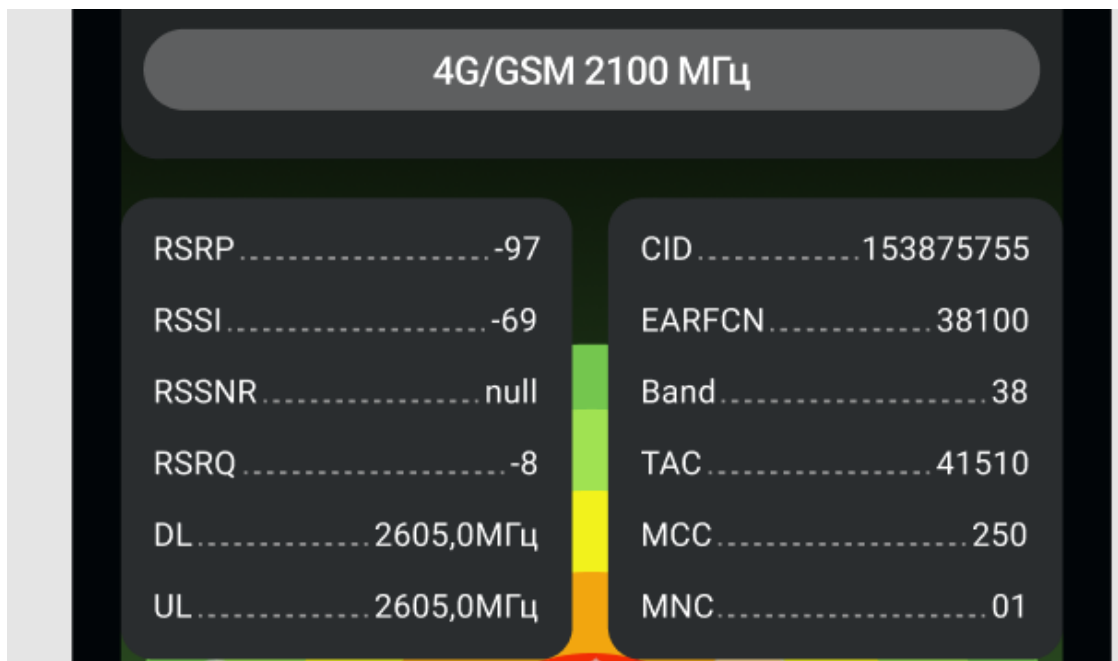 4G/GSM 2100 МГц
RSRP -97
RSSI -69
RSSNR null
RSRQ -8
DL 2605,0МГц
UL 2605,0МГц
CID 153875755
EARFCN 38100
Band 38
TAC 41510
MCC 250
MNC 01